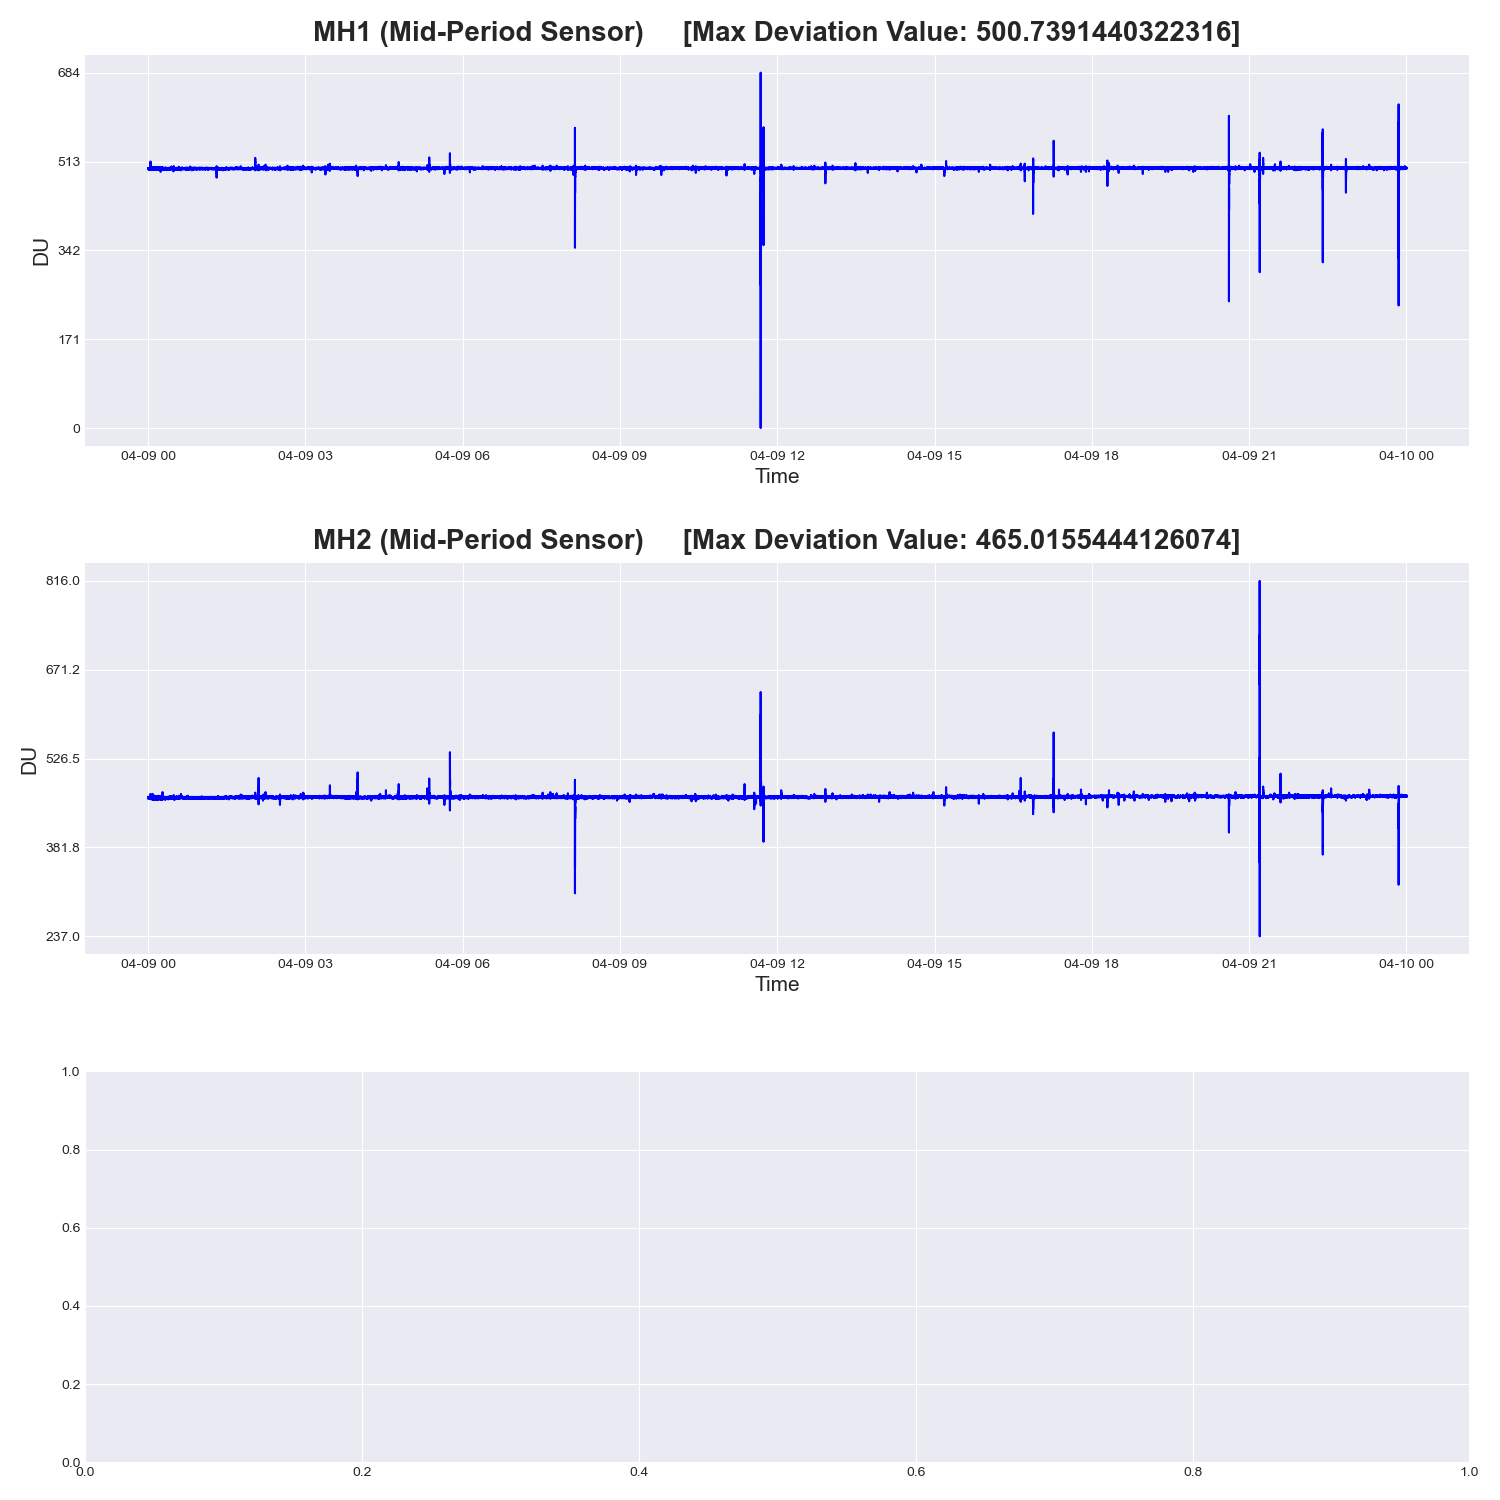 MH1 (Mid-Period Sensor) [Max Deviation Value: 500.7391440322316]
684
513
342
171
0
DU
04-09 00 04-09 03 04-09 06 04-09 09 04-09 12 04-09 15 04-09 18 04-09 21 04-10 00
Time
MH2 (Mid-Period Sensor) [Max Deviation Value: 465.0155444126074]
816.0
671.2
526.5
381.8
237.0
DU
04-09 00 04-09 03 04-09 06 04-09 09 04-09 12 04-09 15 04-09 18 04-09 21 04-10 00
Time
1.0
0.8
0.6
0.4
0.2
0.0
0.0 0.2 0.4 0.6 0.8 1.0